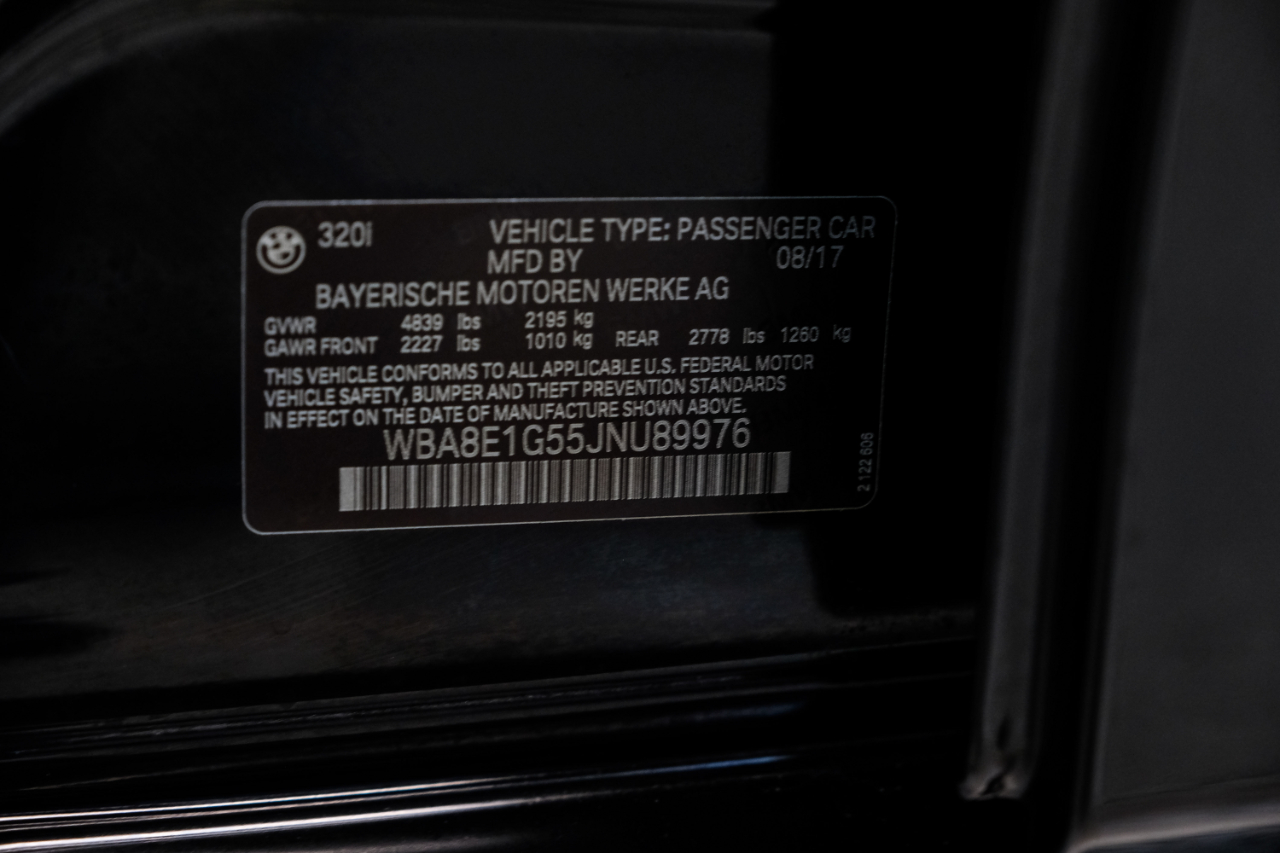 320i VEHICLE TYPE: PASSENGER CAR
MFD BY 08/17
BAYERISCHE MOTOREN WERKE AG
GVWR 4839 lbs 2195 kg
GAWR FRONT 2227 lbs 1010 kg REAR 2778 lbs 1260 kg
THIS VEHICLE CONFORMS TO ALL APPLICABLE U.S. FEDERAL MOTOR
VEHICLE SAFETY, BUMPER AND THEFT PREVENTION STANDARDS
IN EFFECT ON THE DATE OF MANUFACTURE SHOWN ABOVE.
WBA8E1G55JNU89976
2 122 606